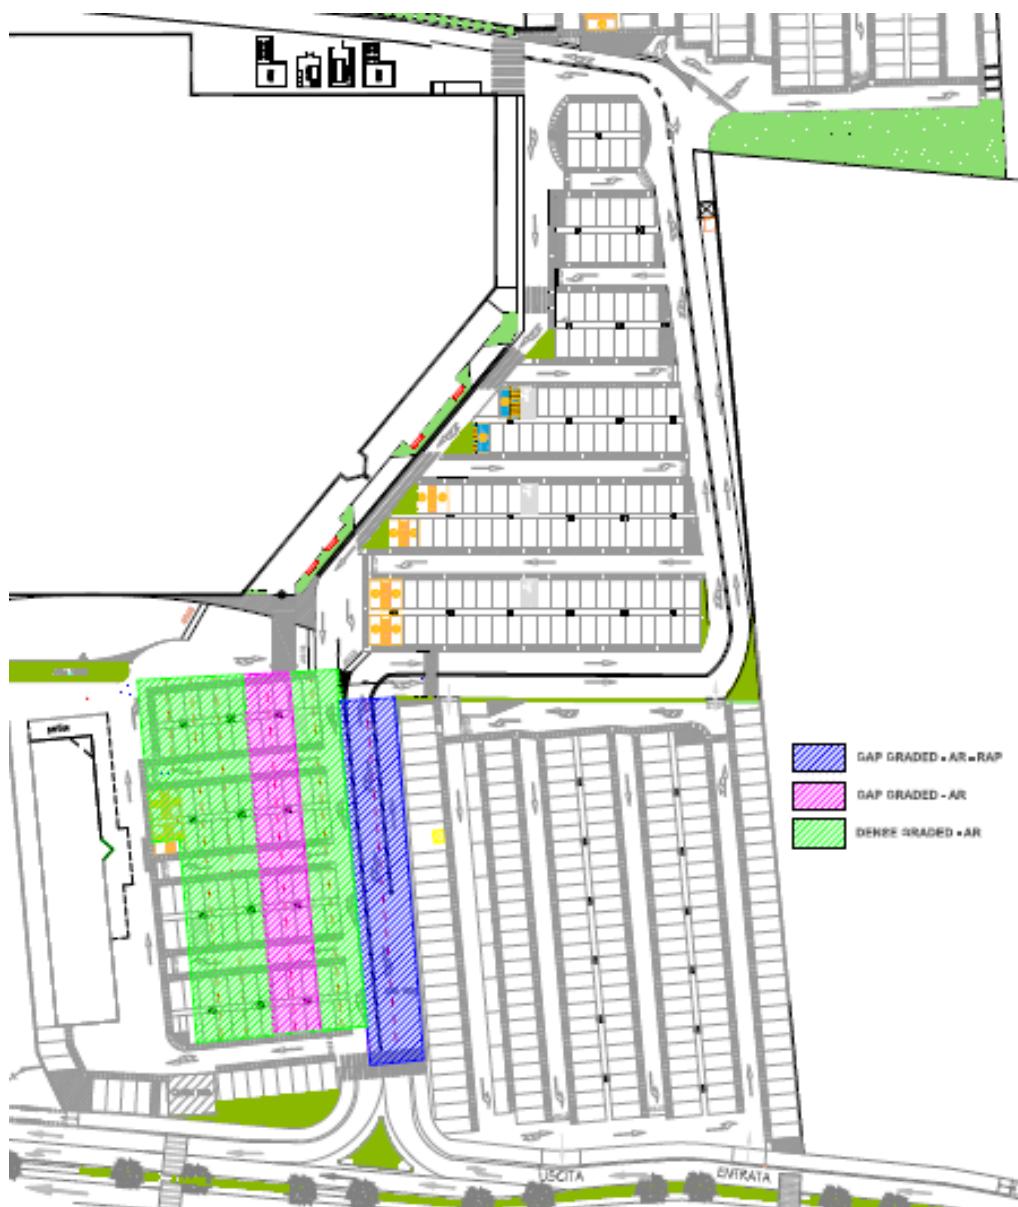 GAP GRADED - AR - RAP
GAP GRADED - AR
DENSE GRADED - AR
USCITA
ENTRATA